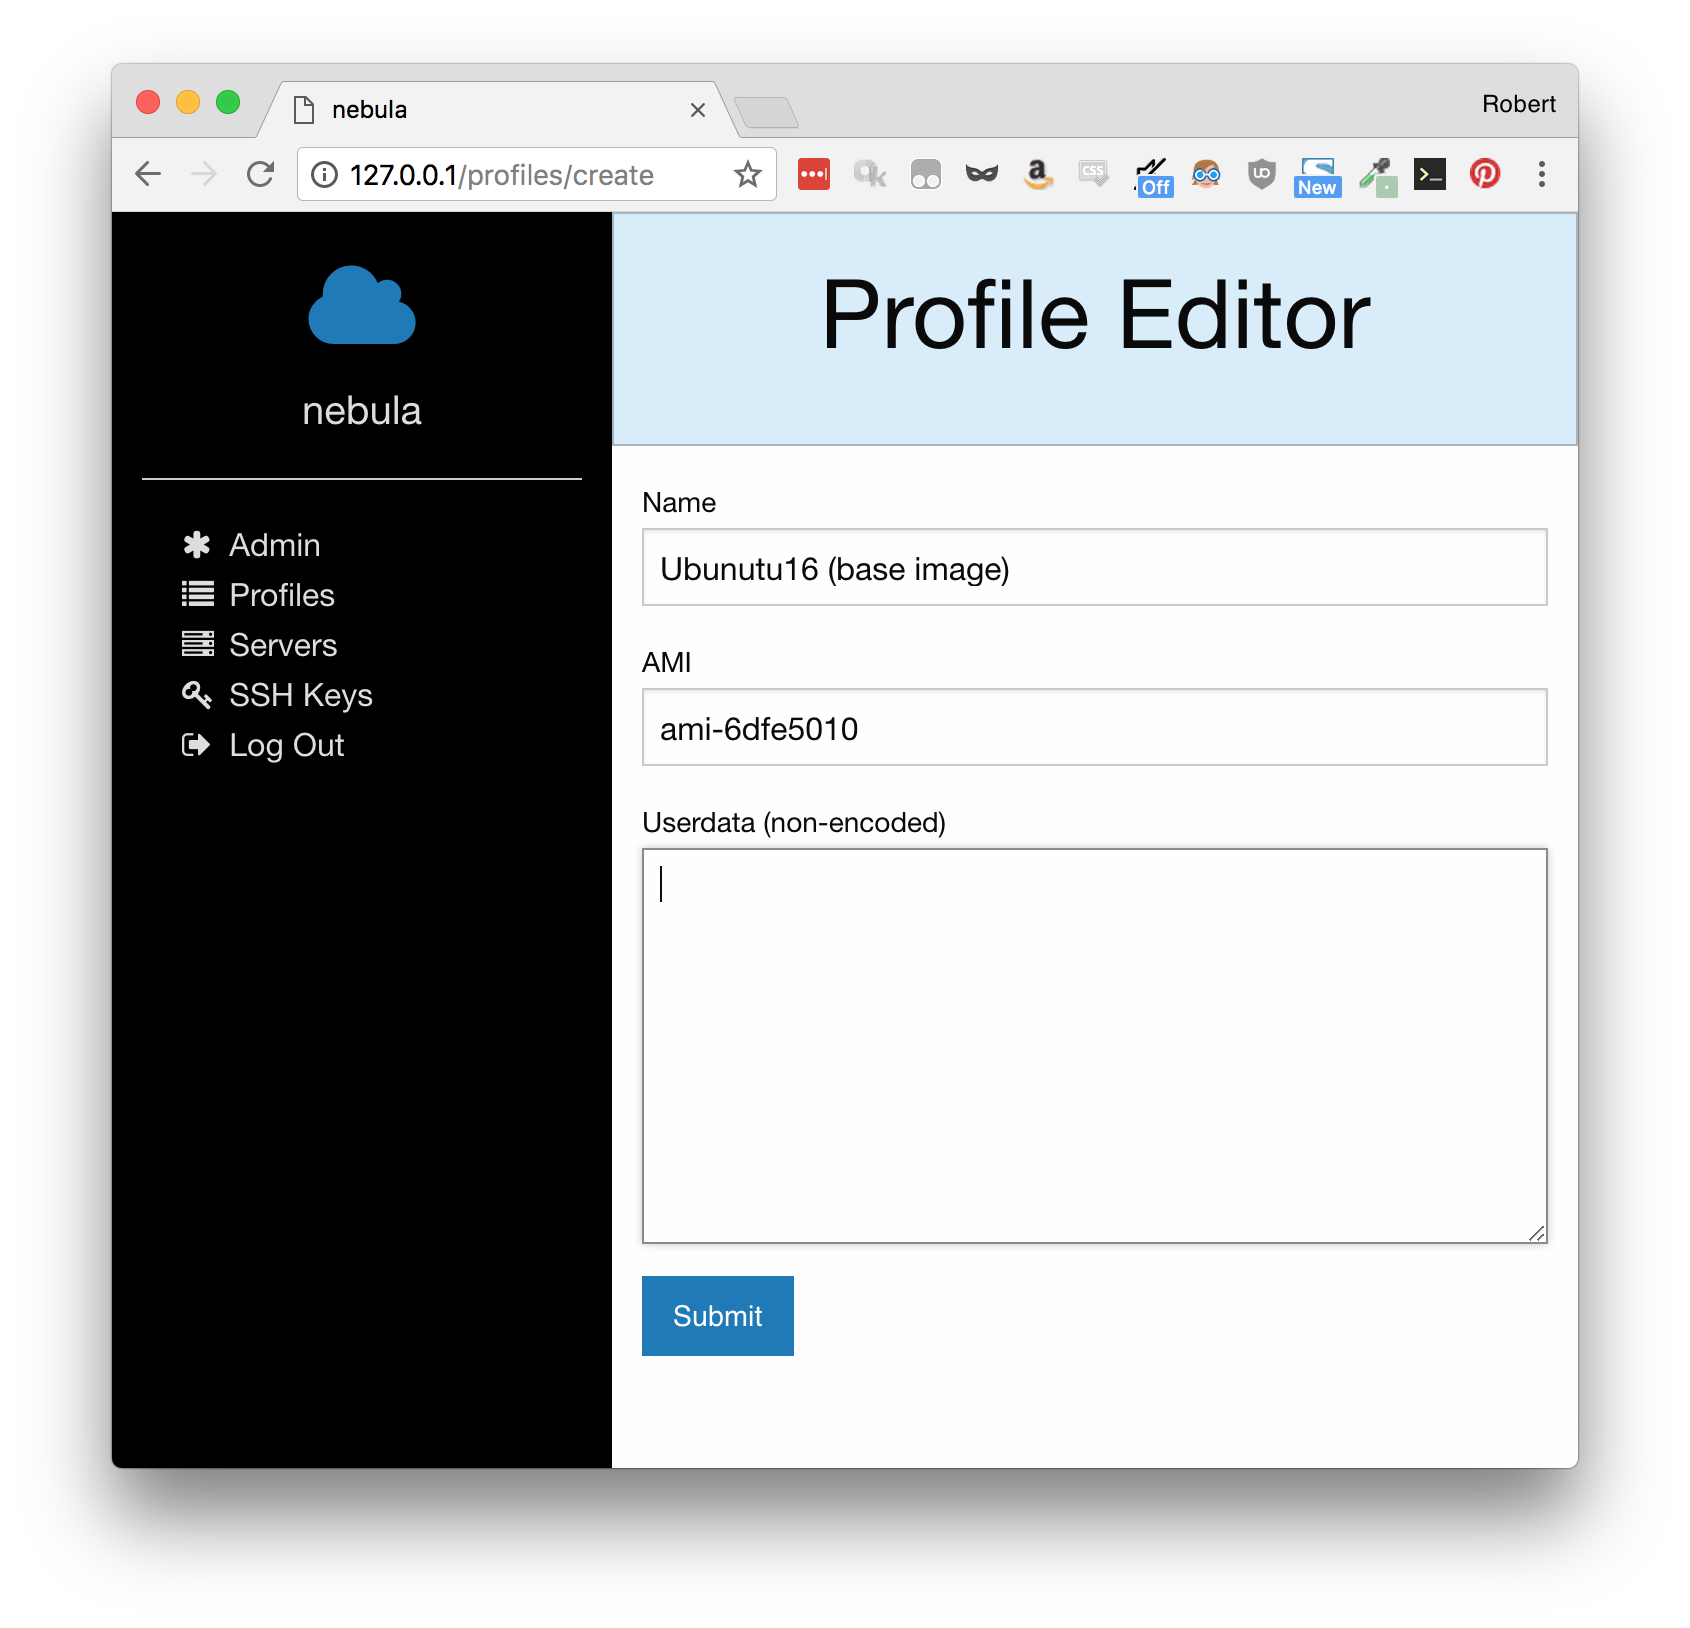 nebula
Robert
127.0.0.1/profiles/create
CSS
Off
New
nebula
Admin
Profiles
Servers
SSH Keys
Log Out
Profile Editor
Name
Ubunutu16 (base image)
AMI
ami-6dfe5010
Userdata (non-encoded)
Submit